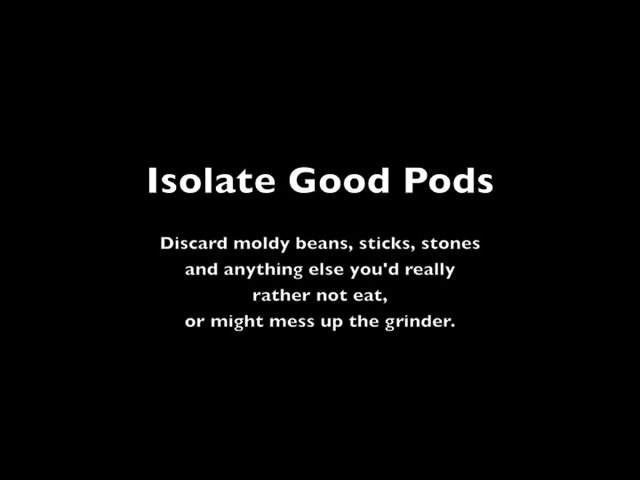 Isolate Good Pods
Discard moldy beans, sticks, stones
and anything else you'd really
rather not eat,
or might mess up the grinder.